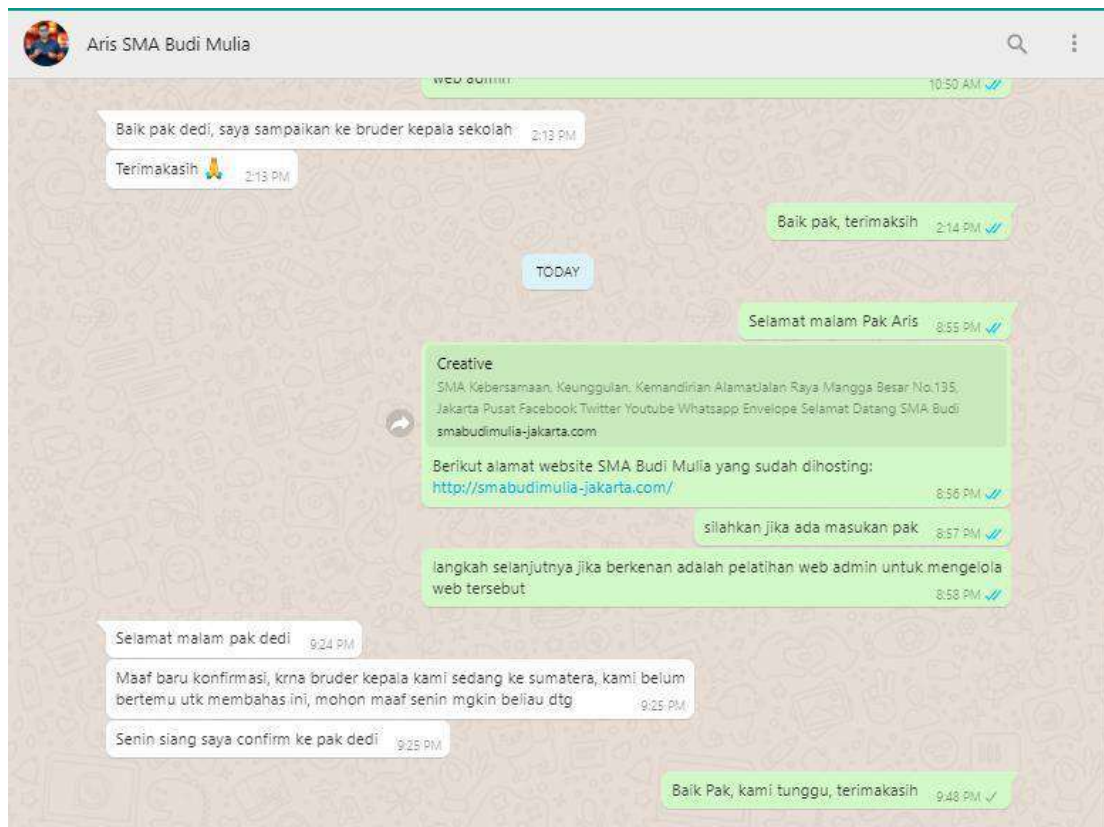 Aris SMA Budi Mulia
web admin
10:50 AM
Baik pak dedi, saya sampaikan ke bruder kepala sekolah 2:13 PM
Terimakasih 🙏 2:13 PM
Baik pak, terimaksih 2:14 PM
TODAY
Selamat malam Pak Aris 8:55 PM
Creative
SMA Kebersamaan, Keunggulan, Kemandirian AlamatJalan Raya Mangga Besar No.135,
Jakarta Pusat Facebook Twitter Youtube Whatsapp Envelope Selamat Datang SMA Budi
smabudimulia-jakarta.com
Berikut alamat website SMA Budi Mulia yang sudah dihosting:
http://smabudimulia-jakarta.com/
8:56 PM
silahkan jika ada masukan pak 8:57 PM
langkah selanjutnya jika berkenan adalah pelatihan web admin untuk mengelola
web tersebut
8:58 PM
Selamat malam pak dedi 9:24 PM
Maaf baru konfirmasi, krna bruder kepala kami sedang ke sumatera, kami belum
bertemu utk membahas ini, mohon maaf senin mgkin beliau dtg 9:25 PM
Senin siang saya confirm ke pak dedi 9:25 PM
Baik Pak, kami tunggu, terimakasih 9:48 PM